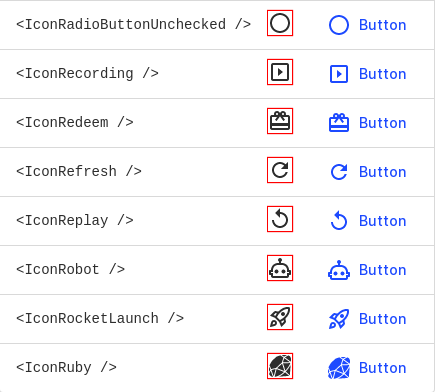 <IconRadioButtonUnchecked /> Button
<IconRecording /> Button
<IconRedeem /> Button
<IconRefresh /> Button
<IconReplay /> Button
<IconRobot /> Button
<IconRocketLaunch /> Button
<IconRuby /> Button